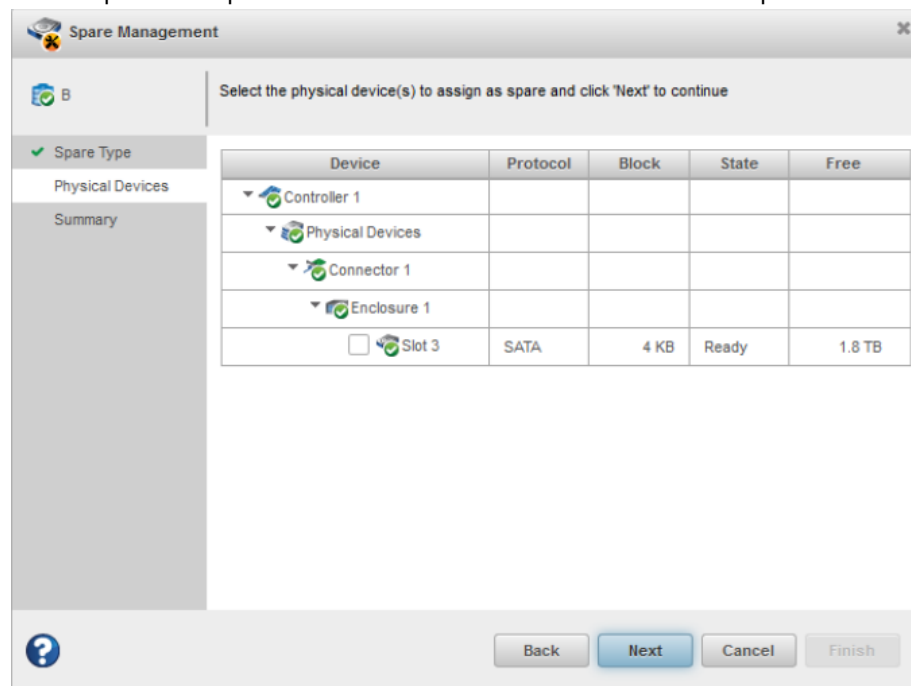 Spare Management
B
Select the physical device(s) to assign as spare and click 'Next' to continue
Spare Type
Physical Devices
Summary
Device Protocol Block State Free
Controller 1
Physical Devices
Connector 1
Enclosure 1
Slot 3 SATA 4 KB Ready 1.8 TB
Back Next Cancel Finish